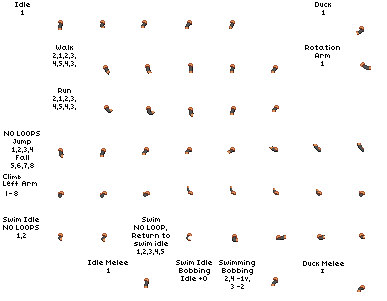 Idle
1
Duck
1
Walk
2,1,2,3,
4,5,4,3,
Rotation
Arm
1
Run
2,1,2,3,
4,5,4,3,
NO LOOPS
Jump
1,2,3,4
Fall
5,6,7,8
Climb
Left Arm
1-8
Swim Idle
NO LOOPS
1,2
Swim
NO LOOP,
Return to
swim idle
1,2,3,4,5
Swim Idle
Bobbing
Idle +0
Swimming
Bobbing
2,4 -1v,
3 -2
Idle Melee
1
Duck Melee
1